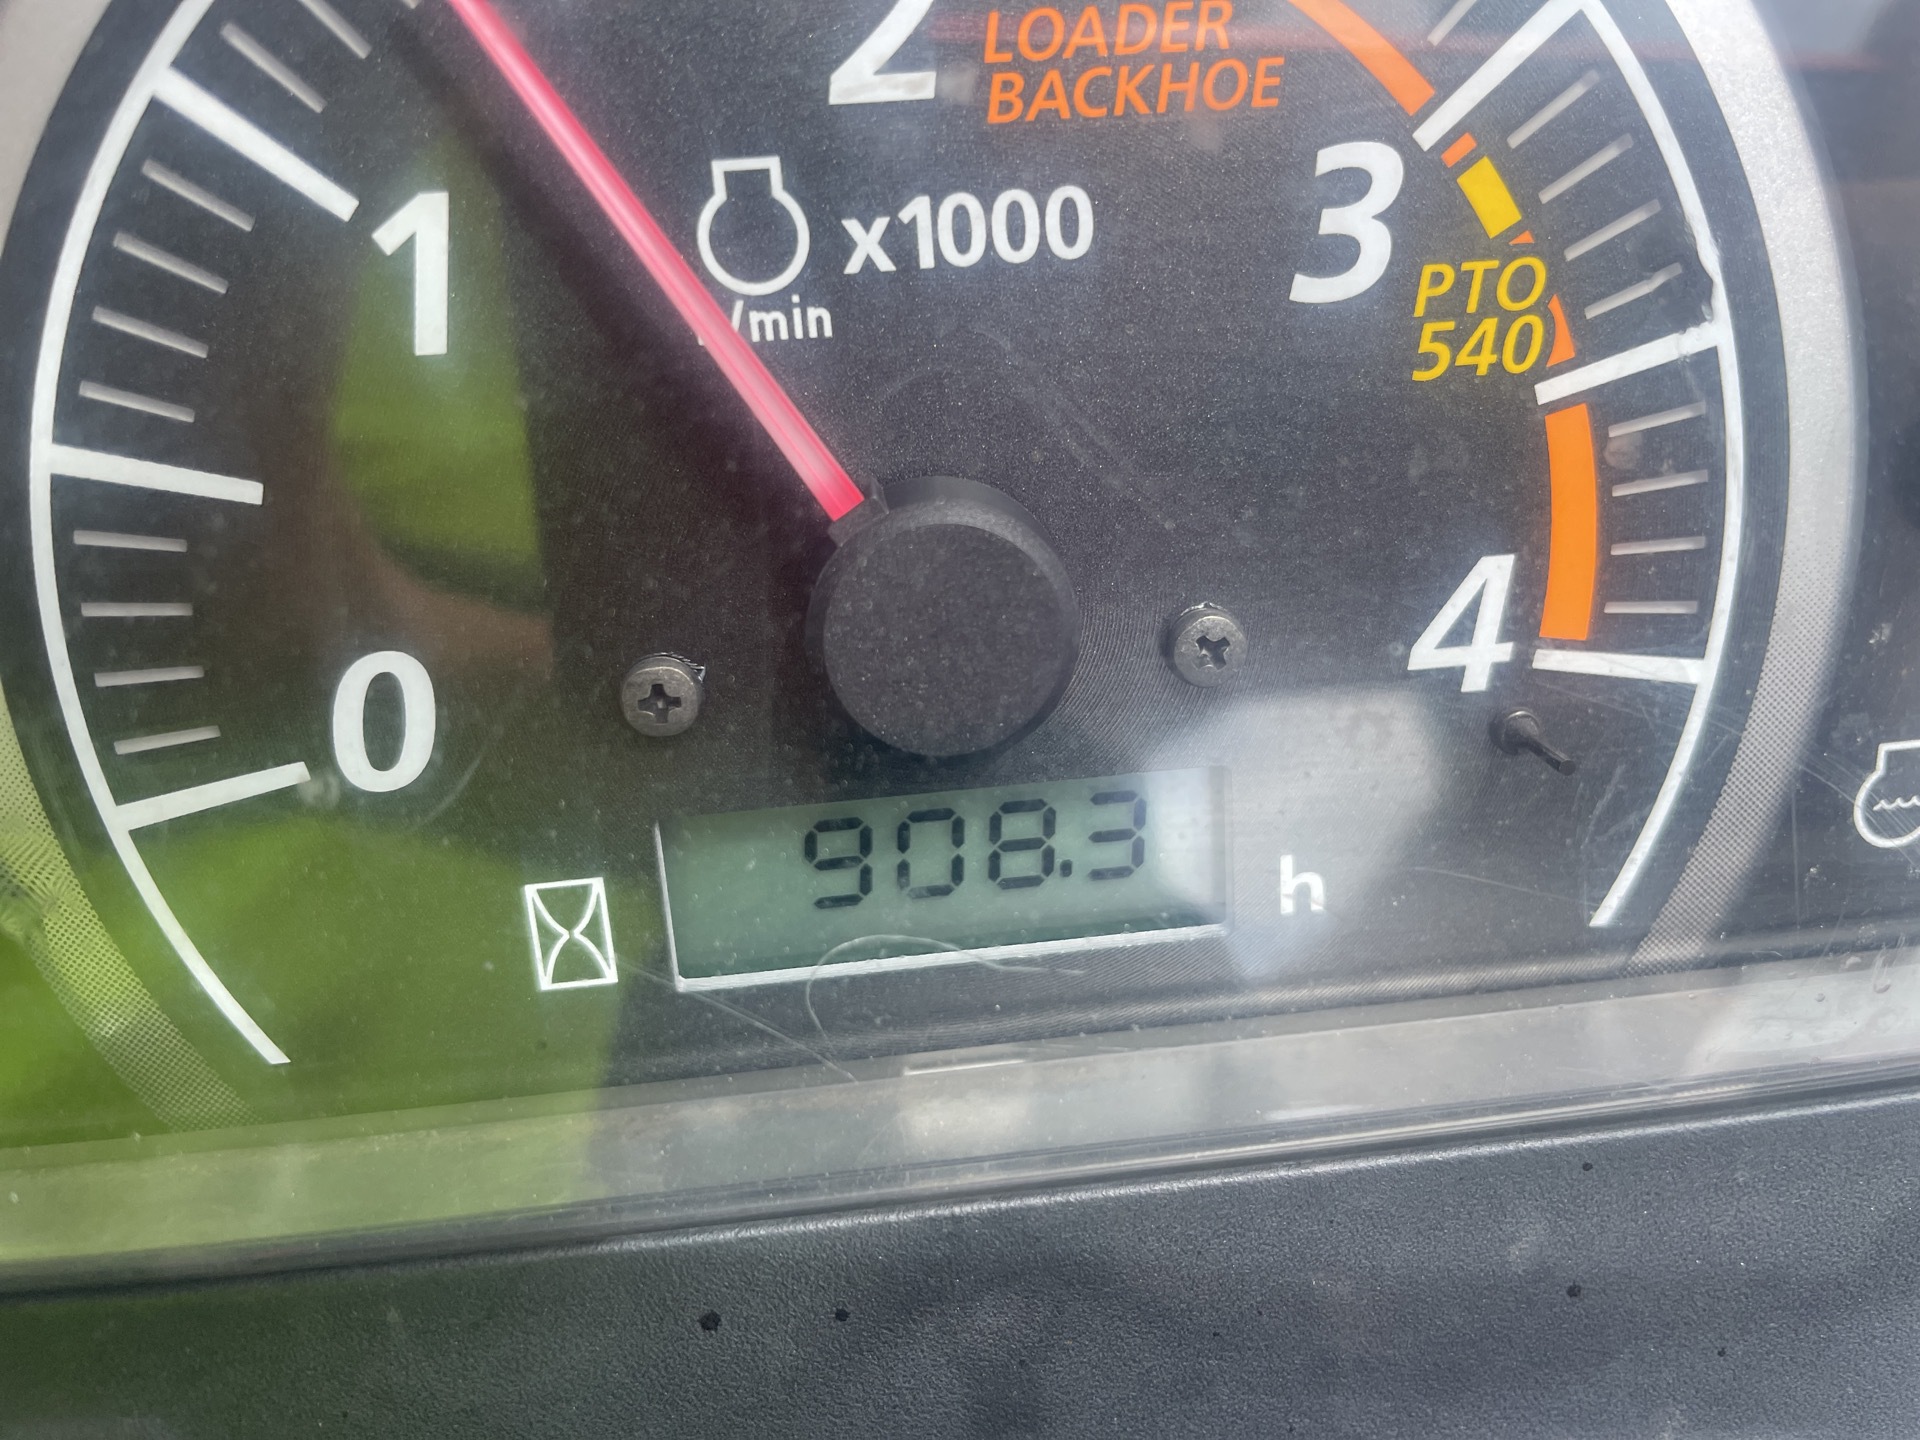 2
LOADER
BACKHOE
1
x1000
3
/min
PTO
540
4
0
908.3
h